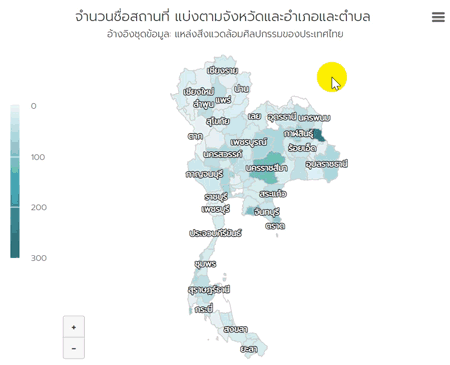 จำนวนชื่อสถานที่ แบ่งตามจังหวัดและอำเภอและตำบล
อ้างอิงชุดข้อมูล: แหล่งสิ่งแวดล้อมศิลปกรรมของประเทศไทย
เชียงราย
เชียงใหม่
น่าน
ลำพูน
แพร่
0
สุโขทัย
เลย
อุดรธานี
นครพนม
ตาก
กาฬสินธุ์
เพชรบูรณ์
ร้อยเอ็ด
นครสวรรค์
100
อุบลราชธานี
นครราชสีมา
กาญจนบุรี
ราชบุรี
สระแก้ว
200
เพชรบุรี
จันทบุรี
ตราด
ประจวบคีรีขันธ์
300
ชุมพร
สุราษฎร์ธานี
กระบี่
+
สงขลา
ยะลา
−